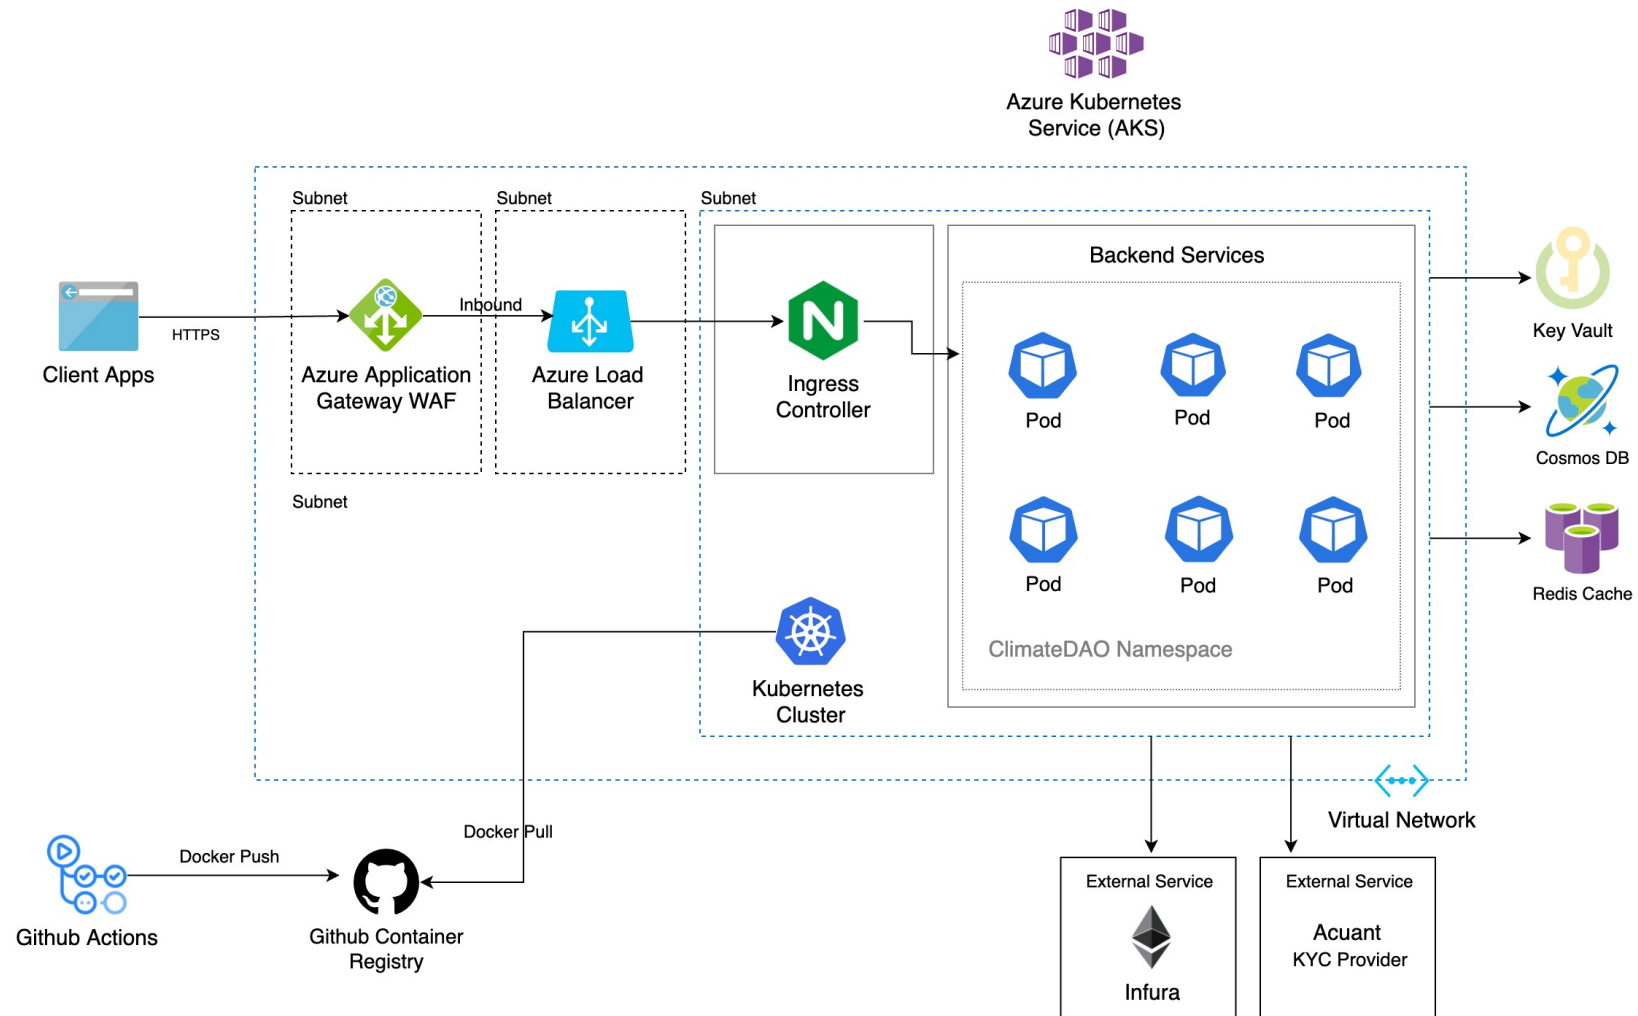 Azure Kubernetes
Service (AKS)
Subnet
Subnet
Subnet
Backend Services
Inbound
HTTPS
Client Apps
Azure Application
Gateway WAF
Azure Load
Balancer
N
Ingress
Controller
Pod
Pod
Pod
Key Vault
Cosmos DB
Subnet
Pod
Pod
Pod
Redis Cache
ClimateDAO Namespace
Kubernetes
Cluster
Virtual Network
Docker Pull
Docker Push
Github Actions
Github Container
Registry
External Service
Infura
External Service
Acuant
KYC Provider